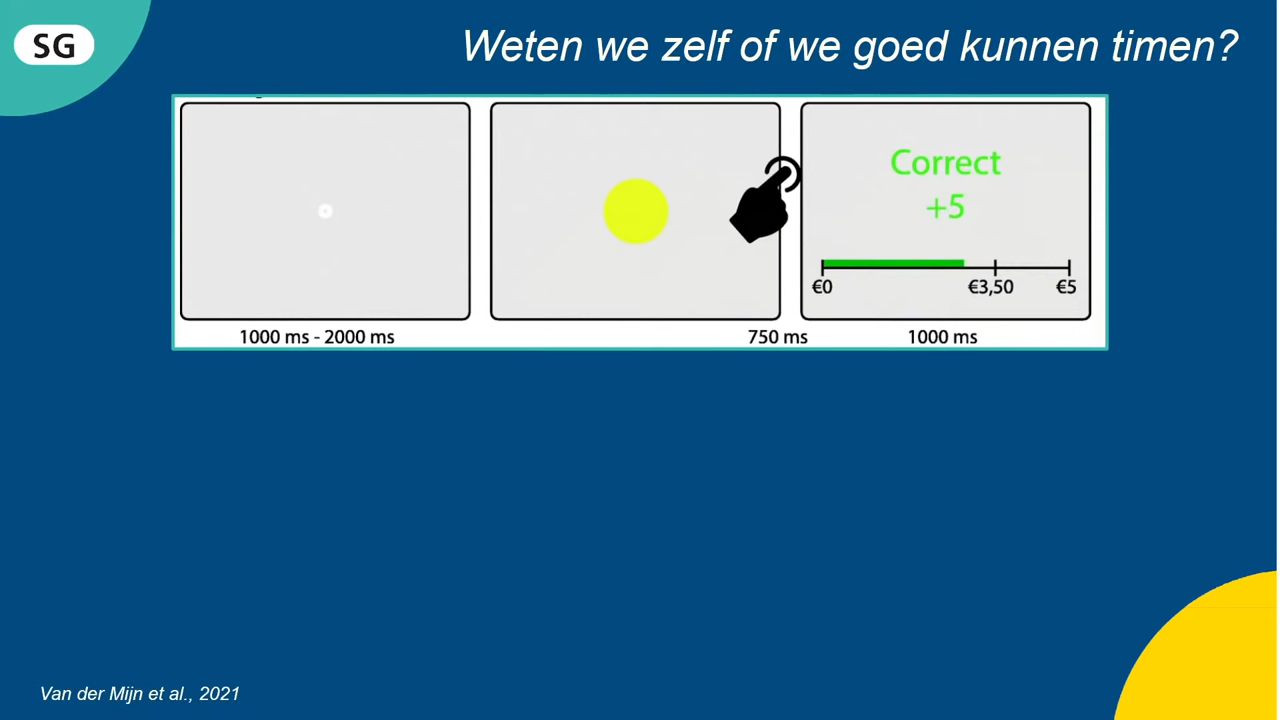 SG
Weten we zelf of we goed kunnen timen?
Correct
+5
€0 €3,50 €5
1000 ms - 2000 ms 750 ms 1000 ms
Van der Mijn et al., 2021